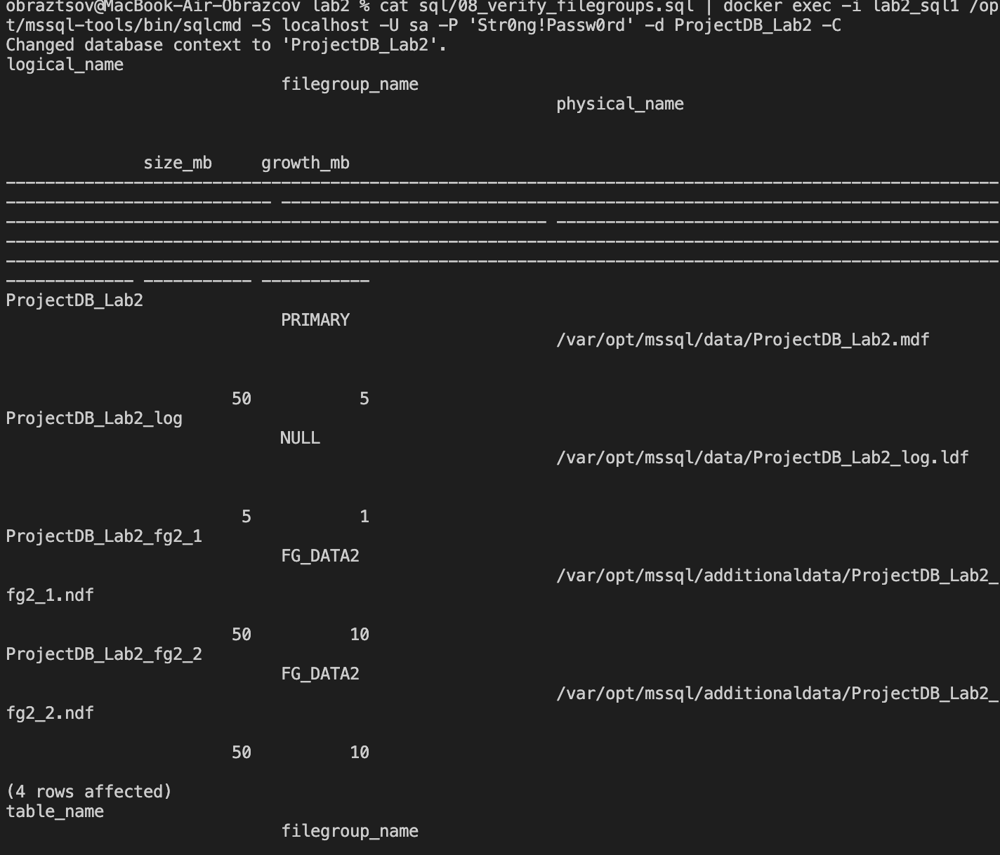 obraztsov@MacBook-Air-Obrazcov lab2 % cat sql/08_verify_filegroups.sql | docker exec -i lab2_sql1 /op
t/mssql-tools/bin/sqlcmd -S localhost -U sa -P 'Str0ng!Passw0rd' -d ProjectDB_Lab2 -C
Changed database context to 'ProjectDB_Lab2'.
logical_name
filegroup_name
physical_name
size_mb     growth_mb
-----------------------------------------------------------------------------------------------------
--------------------------- -------------------------------------------------------------------------
------------------------------------------------------- ---------------------------------------------
-----------------------------------------------------------------------------------------------------
-----------------------------------------------------------------------------------------------------
--------------- ----------- -----------
ProjectDB_Lab2
PRIMARY
/var/opt/mssql/data/ProjectDB_Lab2.mdf
50           5
ProjectDB_Lab2_log
NULL
/var/opt/mssql/data/ProjectDB_Lab2_log.ldf
5           1
ProjectDB_Lab2_fg2_1
FG_DATA2
/var/opt/mssql/additionaldata/ProjectDB_Lab2_
fg2_1.ndf
50          10
ProjectDB_Lab2_fg2_2
FG_DATA2
/var/opt/mssql/additionaldata/ProjectDB_Lab2_
fg2_2.ndf
50          10
(4 rows affected)
table_name
filegroup_name